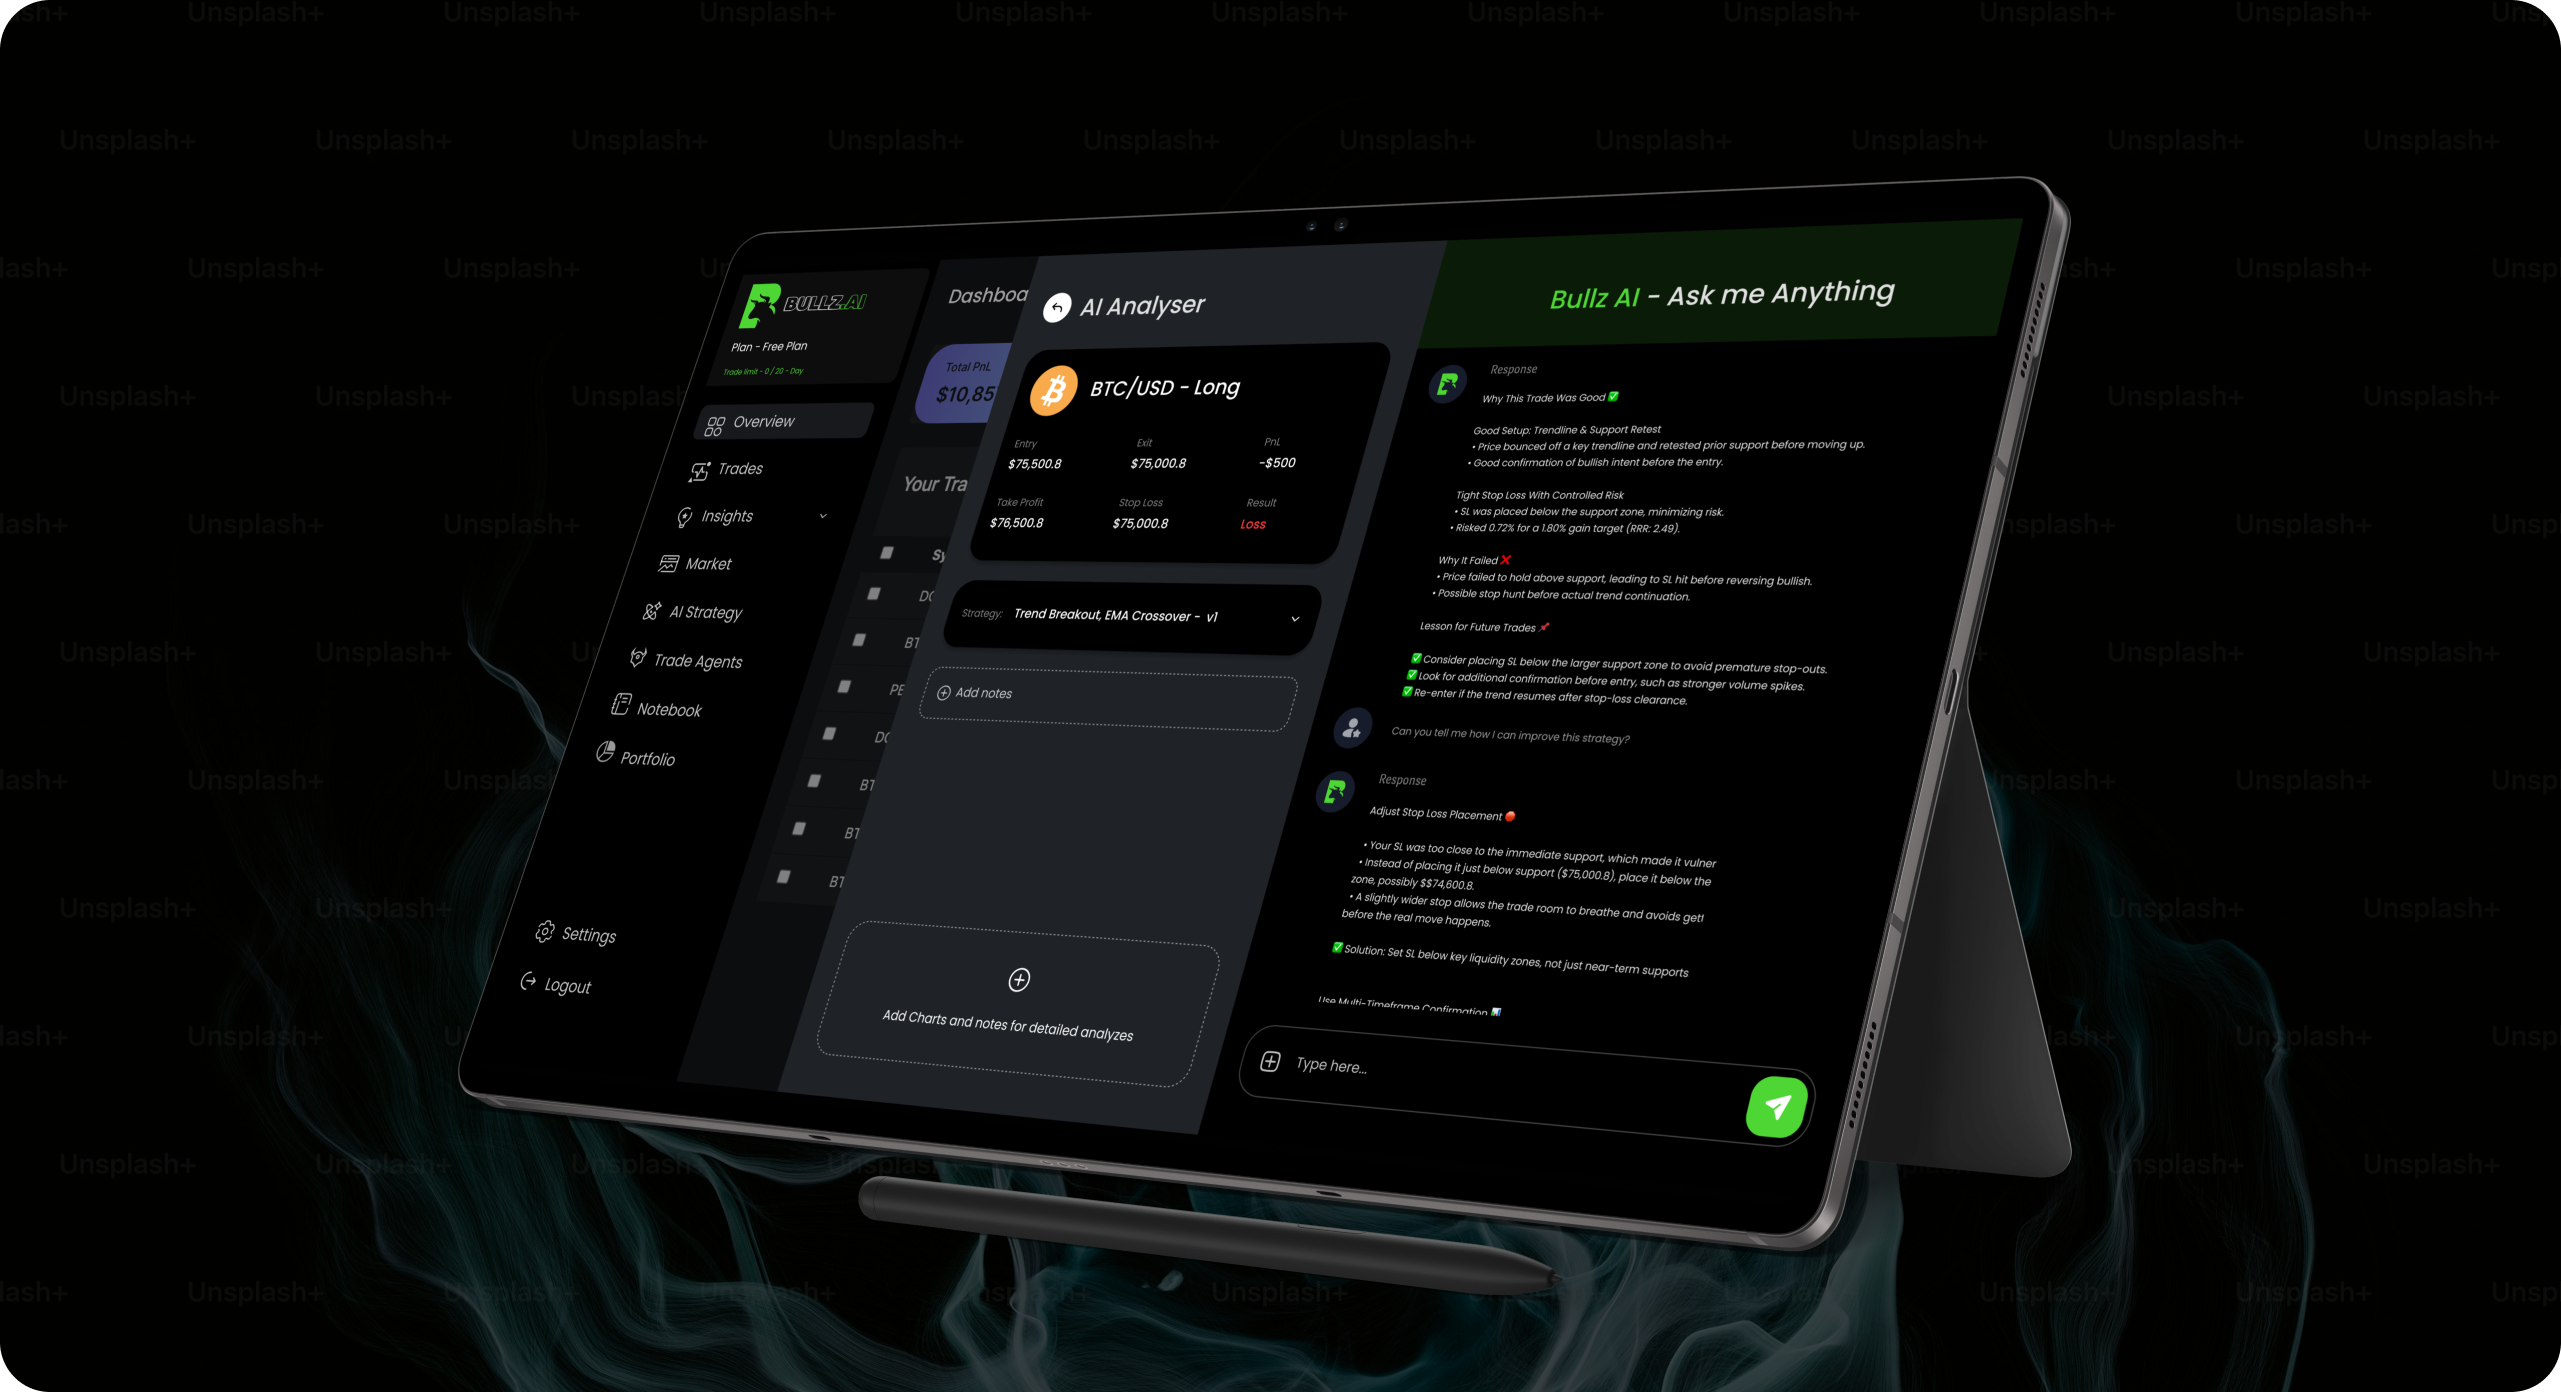 BULLZ.AI
Plan - Free Plan
Trade limit - 0 / 20 - Day
Overview
Trades
Insights
Market
AI Strategy
Trade Agents
Notebook
Portfolio
Settings
Logout
Dashboa
Total PnL
$10,85
Your Tra
Sy
DO
BT
PE
DO
BT
BT
BT
AI Analyser
BTC/USD - Long
Entry Exit PnL
$75,500.8 $75,000.8 -$500
Take Profit Stop Loss Result
$76,500.8 $75,000.8 Loss
Strategy: Trend Breakout, EMA Crossover - v1
Add notes
Add Charts and notes for detailed analyzes
Bullz AI - Ask me Anything
Response
Why This Trade Was Good ✅
Good Setup: Trendline & Support Retest
• Price bounced off a key trendline and retested prior support before moving up.
• Good confirmation of bullish intent before the entry.
Tight Stop Loss With Controlled Risk
• SL was placed below the support zone, minimizing risk.
• Risked 0.72% for a 1.80% gain target (RRR: 2.49).
Why It Failed ❌
• Price failed to hold above support, leading to SL hit before reversing bullish.
• Possible stop hunt before actual trend continuation.
Lesson for Future Trades 📌
✅ Consider placing SL below the larger support zone to avoid premature stop-outs.
✅ Look for additional confirmation before entry, such as stronger volume spikes.
✅ Re-enter if the trend resumes after stop-loss clearance.
Can you tell me how I can improve this strategy?
Response
Adjust Stop Loss Placement 🔴
• Your SL was too close to the immediate support, which made it vulner
• Instead of placing it just below support ($75,000.8), place it below the
zone, possibly $$74,600.8.
• A slightly wider stop allows the trade room to breathe and avoids gett
before the real move happens.
✅ Solution: Set SL below key liquidity zones, not just near-term supports
Use Multi-Timeframe Confirmation 📊
Type here...
Unsplash+